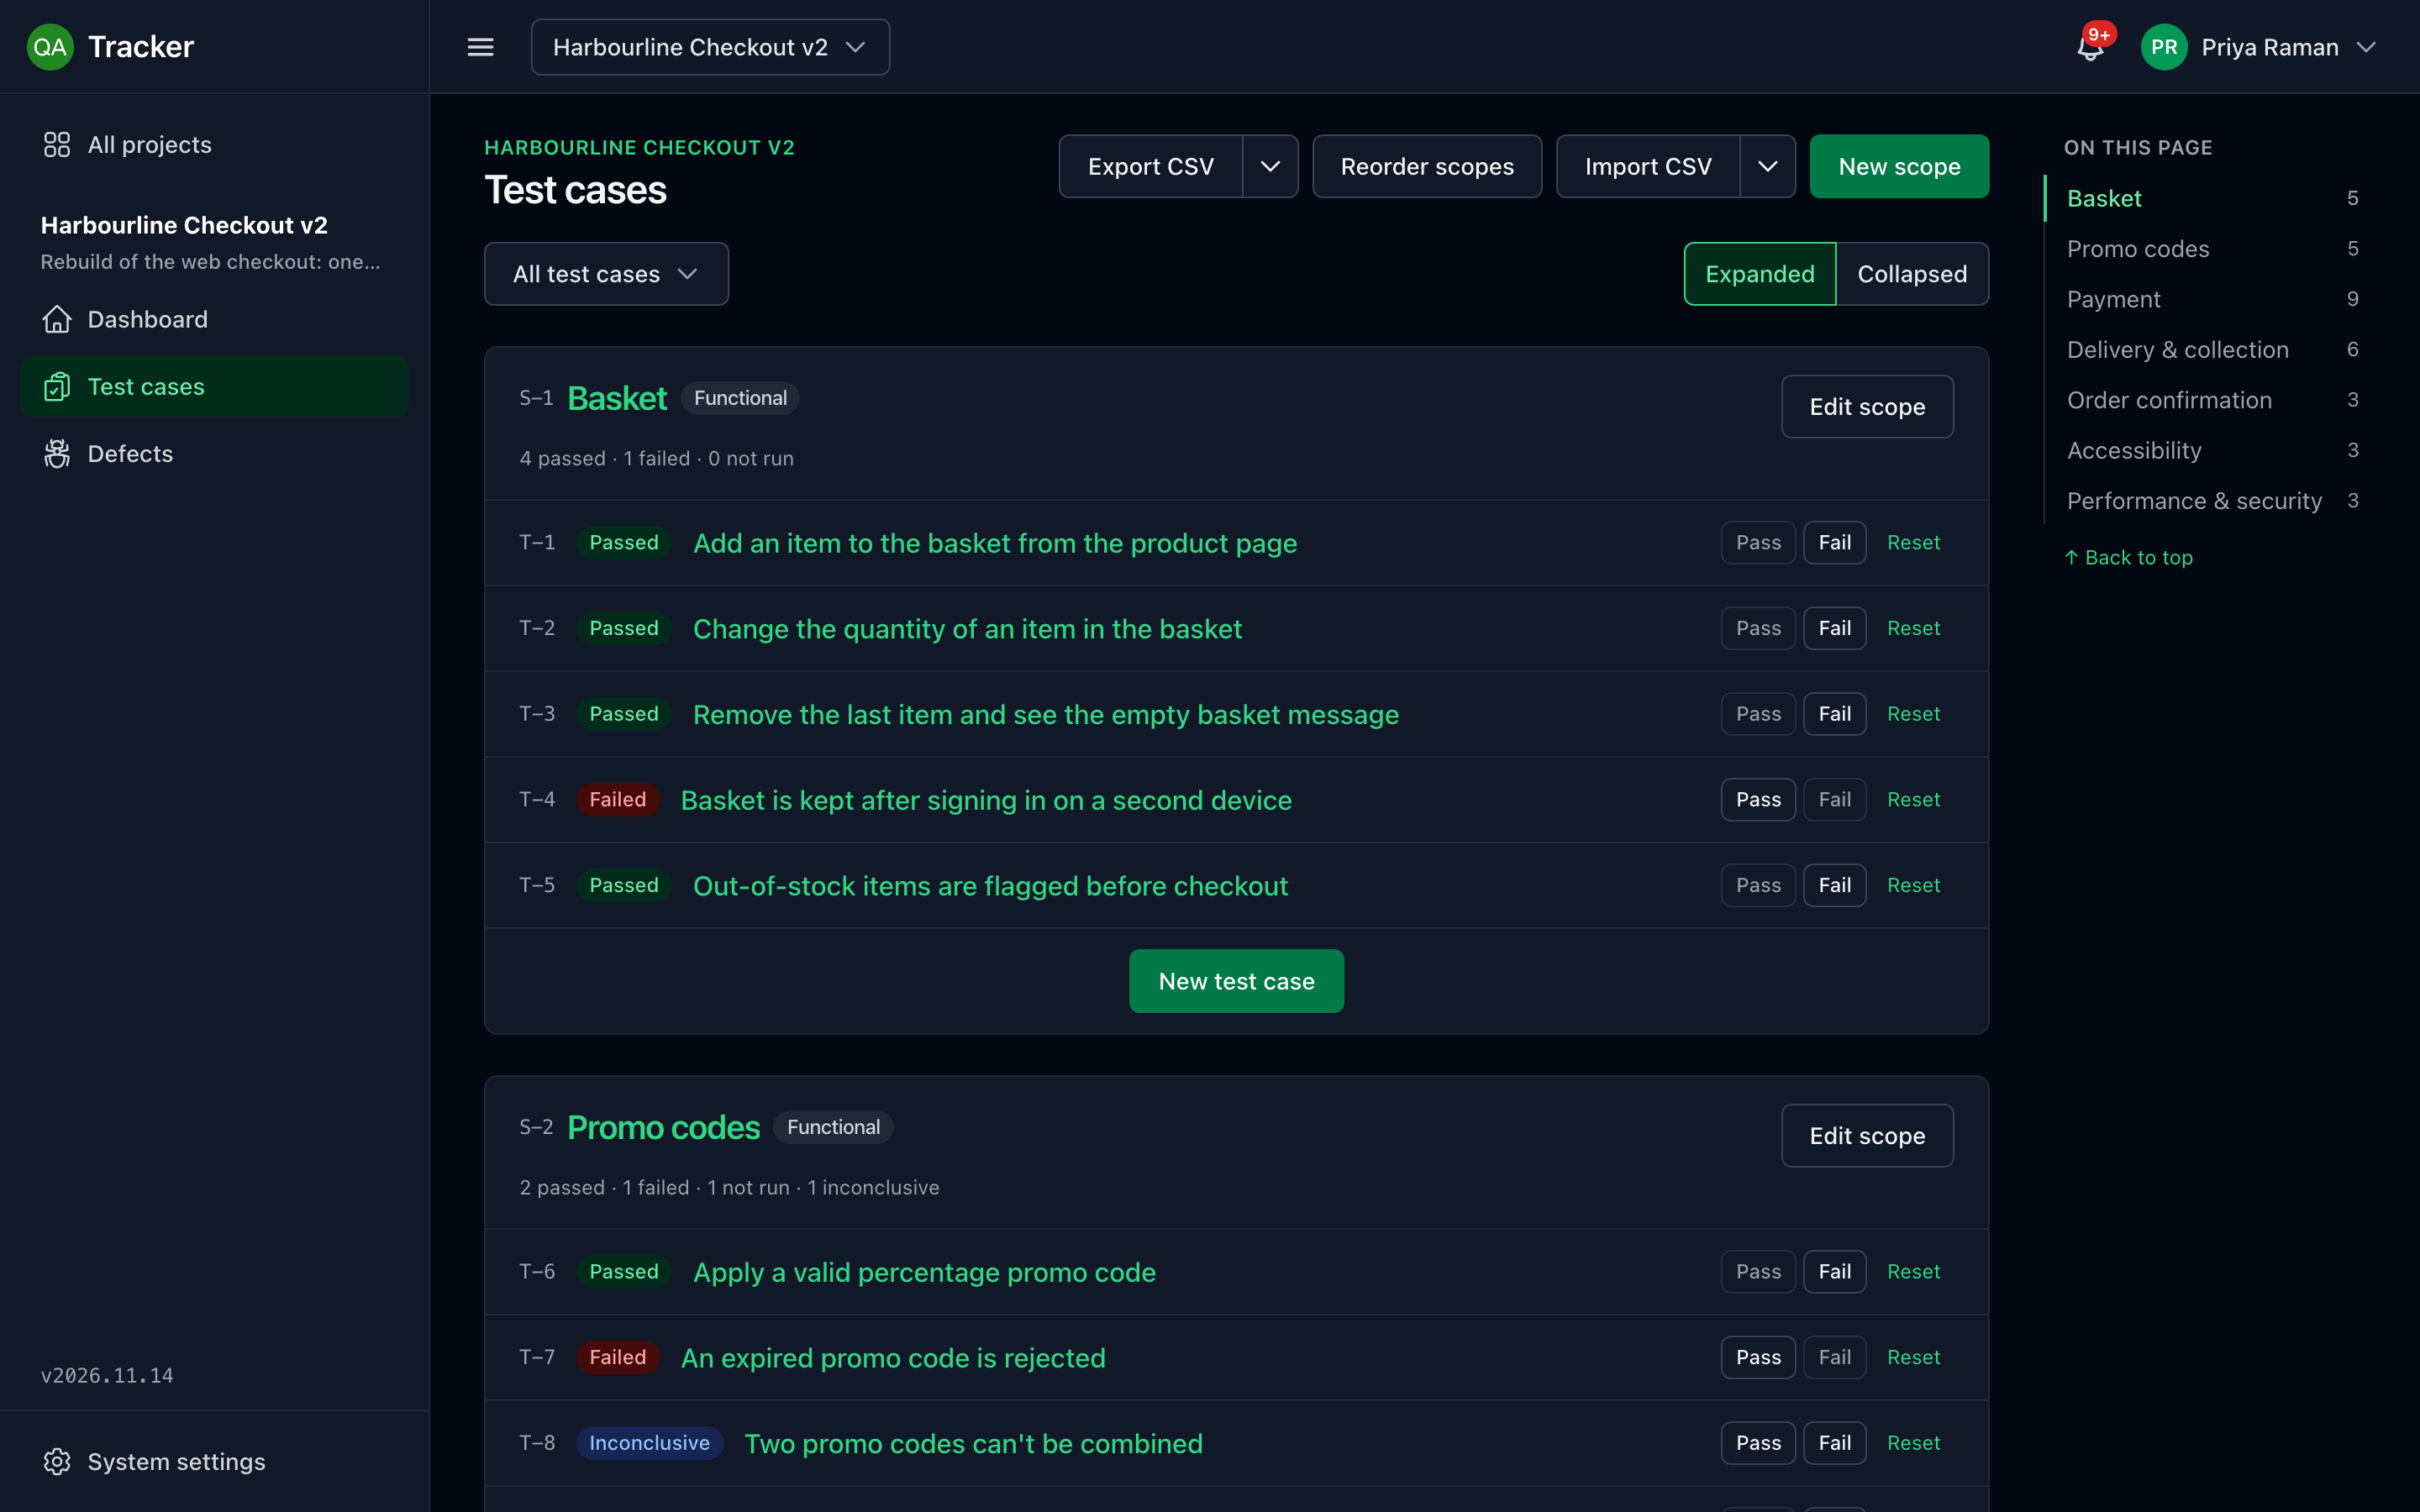 QA Tracker
Harbourline Checkout v2
9+
PR Priya Raman
All projects
Harbourline Checkout v2
Rebuild of the web checkout: one...
Dashboard
Test cases
Defects
v2026.11.14
System settings
HARBOURLINE CHECKOUT V2
Test cases
Export CSV
Reorder scopes
Import CSV
New scope
All test cases
Expanded
Collapsed
S-1 Basket Functional
Edit scope
4 passed · 1 failed · 0 not run
T-1 Passed Add an item to the basket from the product page Pass Fail Reset
T-2 Passed Change the quantity of an item in the basket Pass Fail Reset
T-3 Passed Remove the last item and see the empty basket message Pass Fail Reset
T-4 Failed Basket is kept after signing in on a second device Pass Fail Reset
T-5 Passed Out-of-stock items are flagged before checkout Pass Fail Reset
New test case
S-2 Promo codes Functional
Edit scope
2 passed · 1 failed · 1 not run · 1 inconclusive
T-6 Passed Apply a valid percentage promo code Pass Fail Reset
T-7 Failed An expired promo code is rejected Pass Fail Reset
T-8 Inconclusive Two promo codes can't be combined Pass Fail Reset
ON THIS PAGE
Basket 5
Promo codes 5
Payment 9
Delivery & collection 6
Order confirmation 3
Accessibility 3
Performance & security 3
↑ Back to top